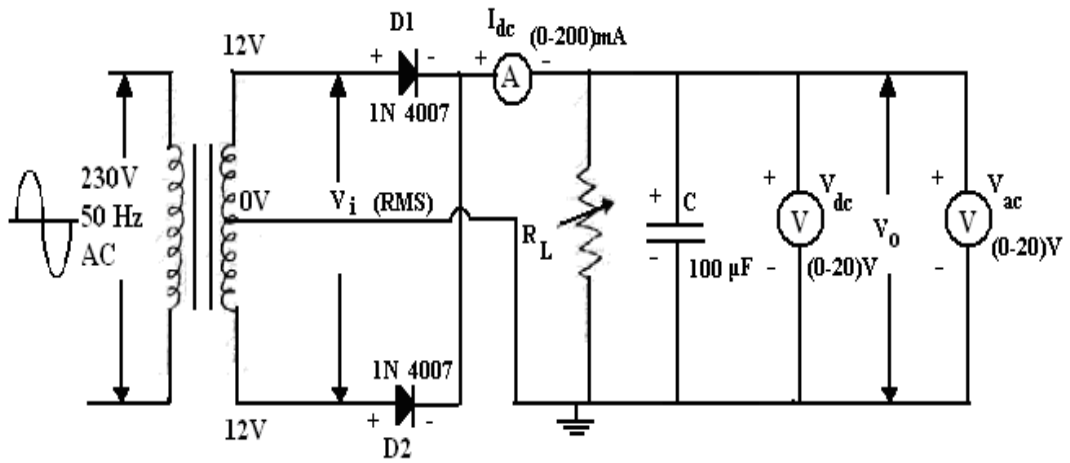 D1
I dc
(0-200)mA
12V
+ -
+ A -
1N 4007
230V
50 Hz
AC
0V
V i (RMS)
R L
+ C
-
100 µF
+ V dc
V
- (0-20)V
V o
+ V ac
V
(0-20)V
-
1N 4007
12V
+ -
D2